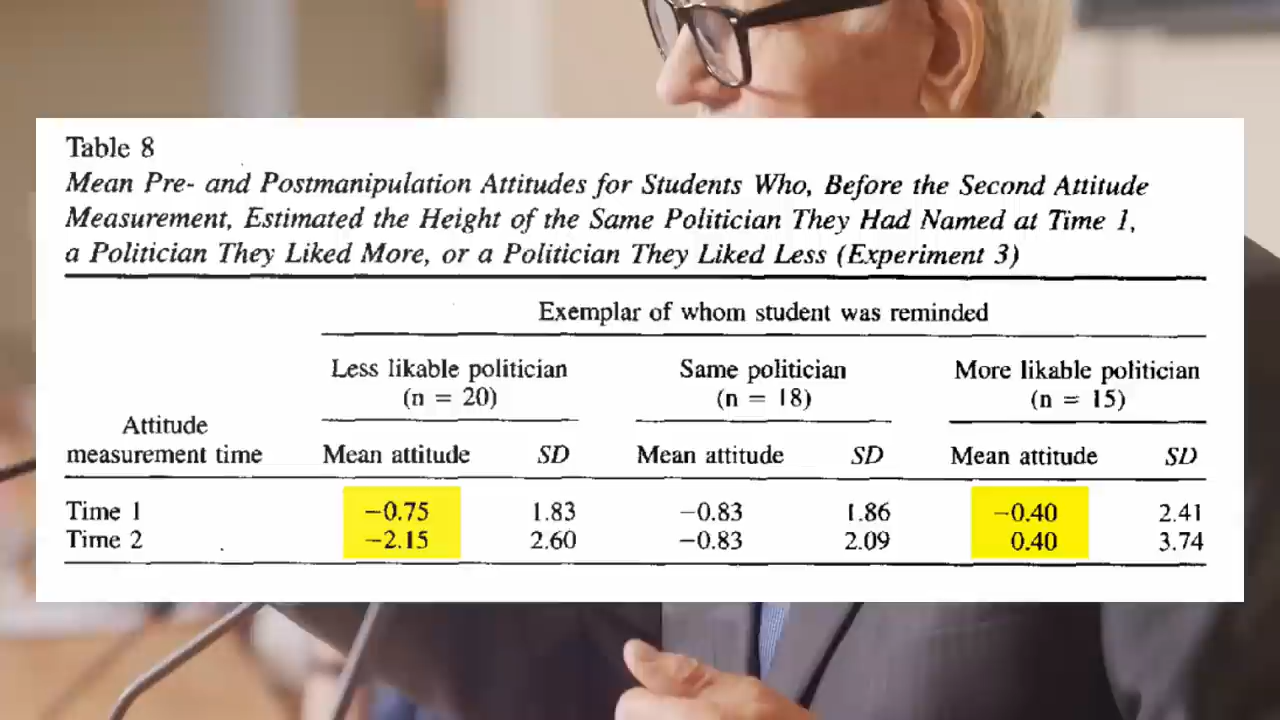 Table 8
Mean Pre- and Postmanipulation Attitudes for Students Who, Before the Second Attitude
Measurement, Estimated the Height of the Same Politician They Had Named at Time 1,
a Politician They Liked More, or a Politician They Liked Less (Experiment 3)
Exemplar of whom student was reminded
Less likable politician Same politician More likable politician
(n = 20) (n = 18) (n = 15)
Attitude
measurement time Mean attitude SD Mean attitude SD Mean attitude SD
Time 1 −0.75 1.83 −0.83 1.86 −0.40 2.41
Time 2 −2.15 2.60 −0.83 2.09 0.40 3.74